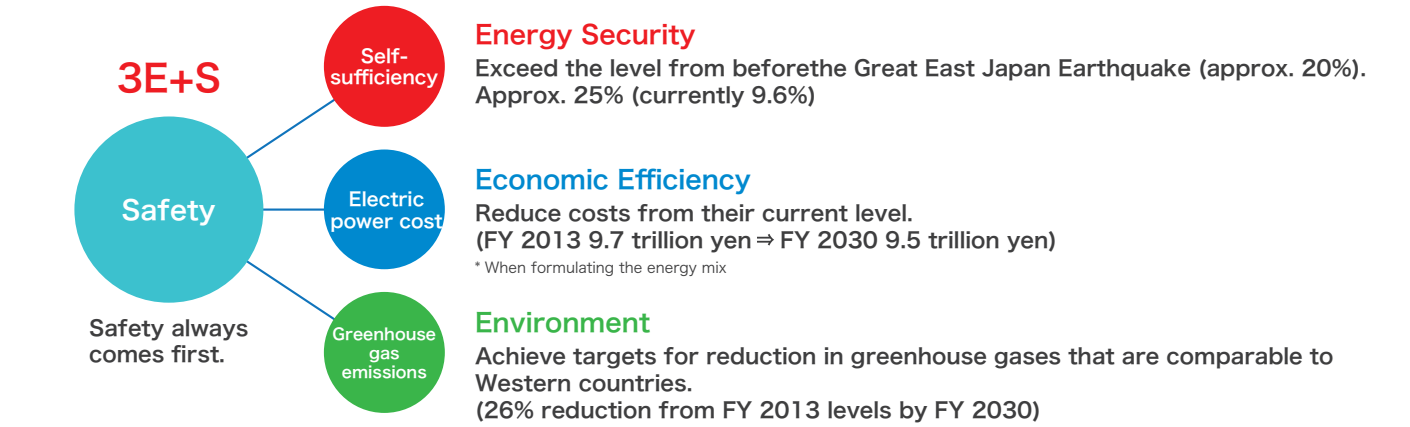 3E+S
Safety
Safety always
comes first.
Self-
sufficiency
Energy Security
Exceed the level from beforethe Great East Japan Earthquake (approx. 20%).
Approx. 25% (currently 9.6%)
Electric
power cost
Economic Efficiency
Reduce costs from their current level.
(FY 2013 9.7 trillion yen ⇒ FY 2030 9.5 trillion yen)
* When formulating the energy mix
Greenhouse
gas
emissions
Environment
Achieve targets for reduction in greenhouse gases that are comparable to
Western countries.
(26% reduction from FY 2013 levels by FY 2030)